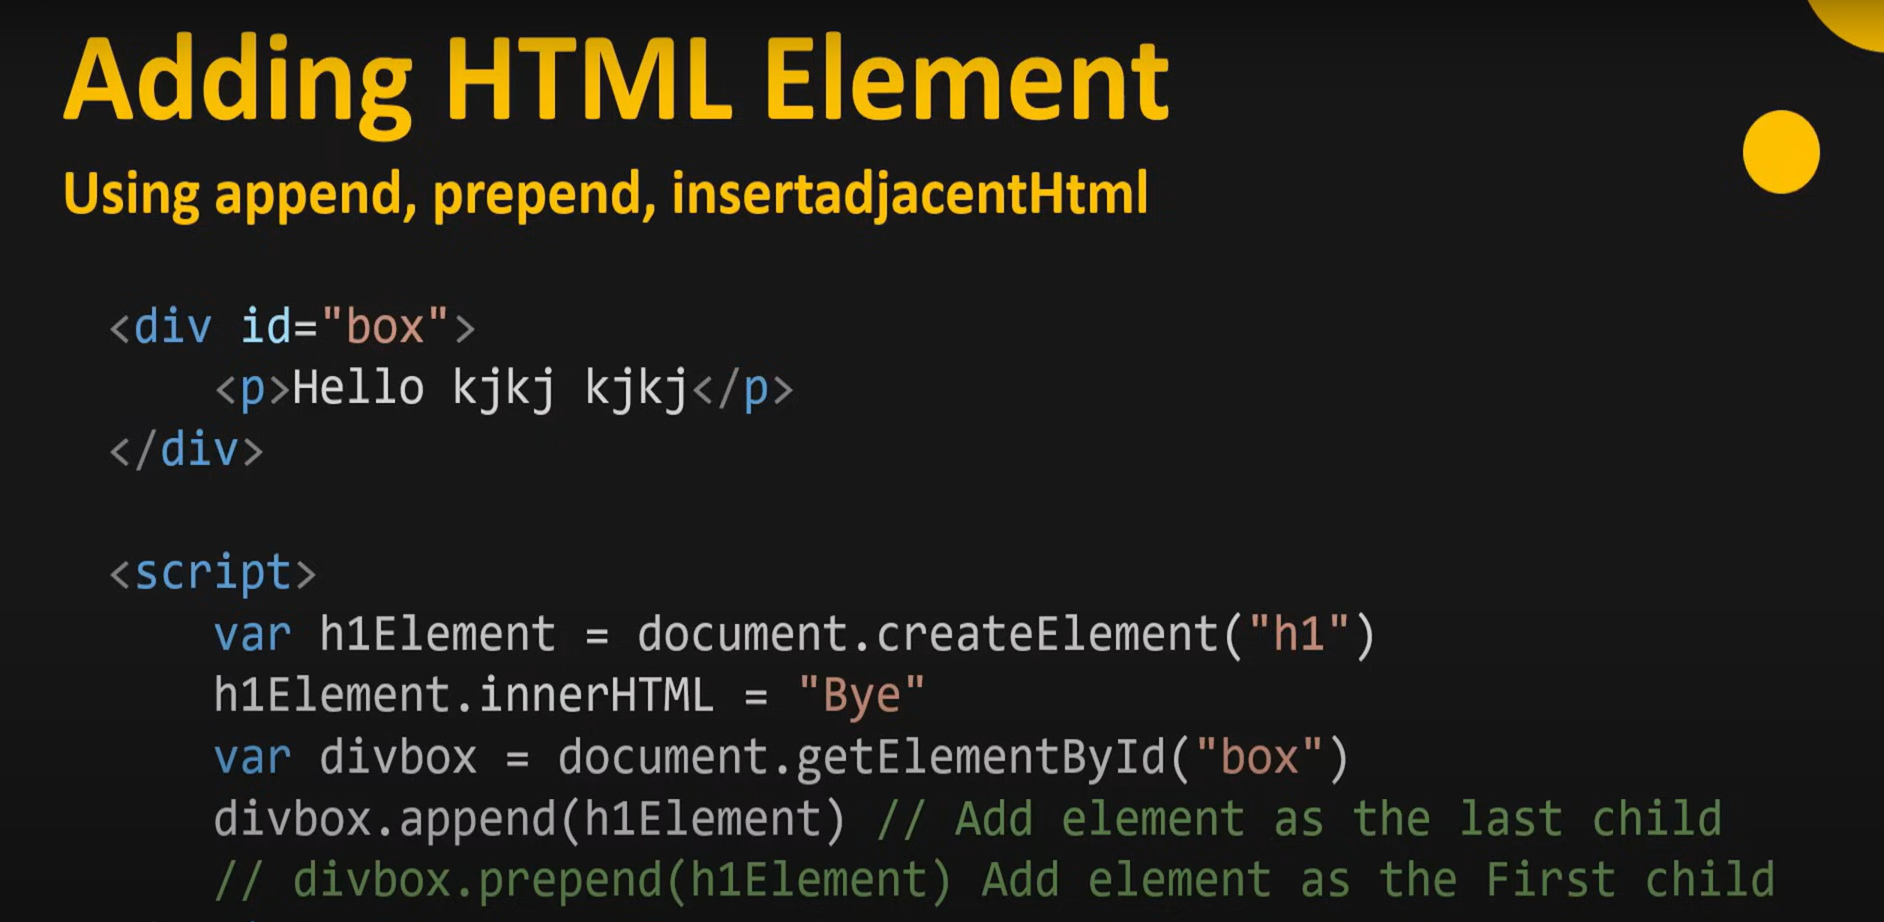 Adding HTML Element
Using append, prepend, insertadjacentHtml
<div id="box">
    <p>Hello kjkj kjkj</p>
</div>
<script>
    var h1Element = document.createElement("h1")
    h1Element.innerHTML = "Bye"
    var divbox = document.getElementById("box")
    divbox.append(h1Element) // Add element as the last child
    // divbox.prepend(h1Element) Add element as the First child